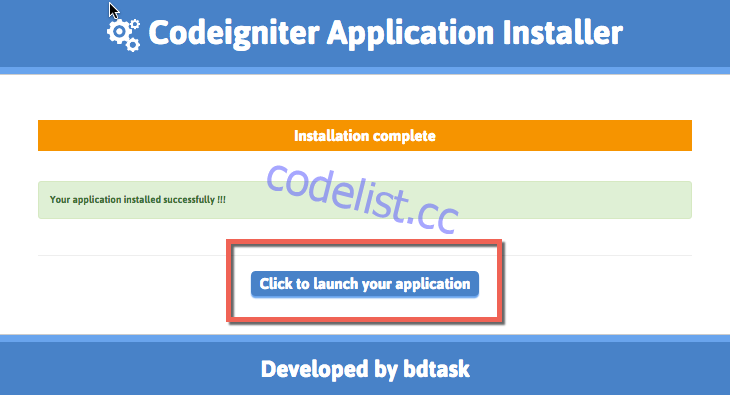 Codeigniter Application Installer
Installation complete
Your application installed successfully !!!
codelist.cc
Click to launch your application
Developed by bdtask